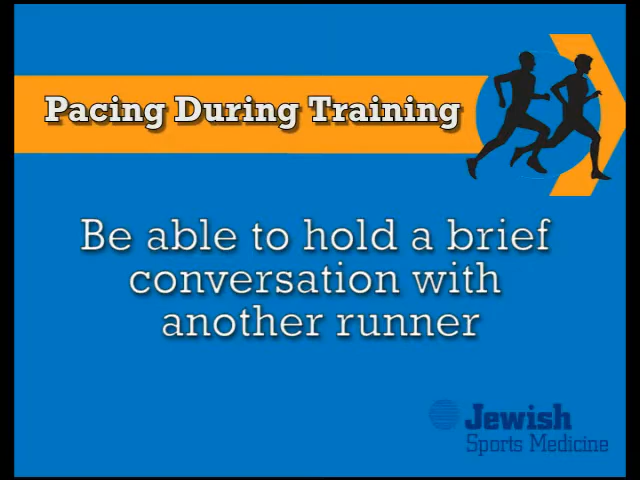 Pacing During Training
Be able to hold a brief
conversation with
another runner
Jewish
Sports Medicine